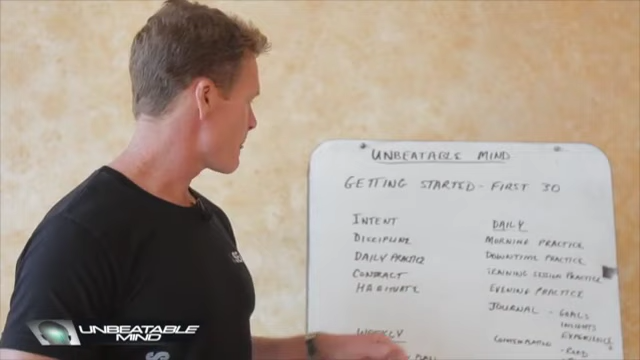 UNBEATABLE MIND
GETTING STARTED - FIRST 30
INTENT
DISCIPLINE
DAILY PRACTICE
CONTRACT
HABITUATE
WEEKLY
DAILY
MORNING PRACTICE
DOWNTIME PRACTICE
TRAINING SESSION PRACTICE
EVENING PRACTICE
JOURNAL - GOALS
INSIGHTS
EXPERIENCE
- READ
UNBEATABLE
MIND